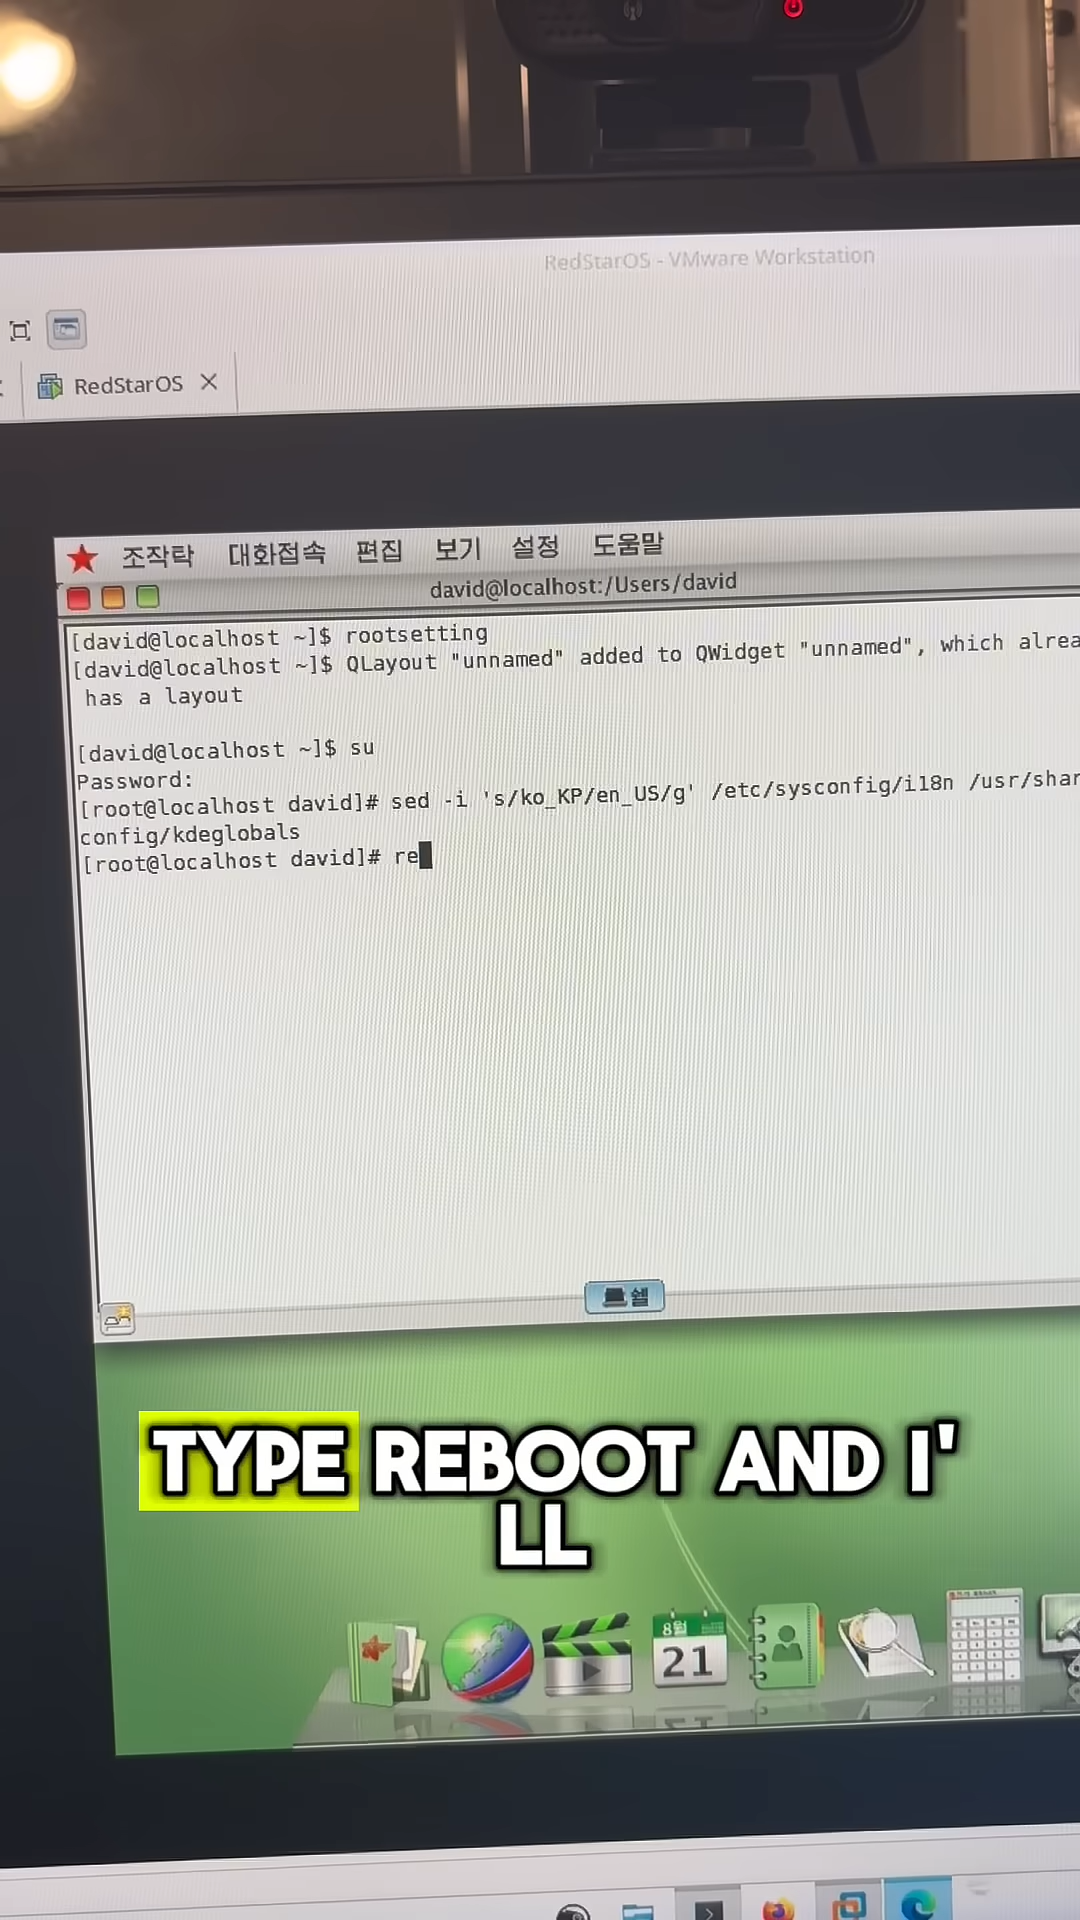 RedStarOS - VMware Workstation
RedStarOS
조작탁 대화접속 편집 보기 설정 도움말
david@localhost:/Users/david
[david@localhost ~]$ rootsetting
[david@localhost ~]$ QLayout "unnamed" added to QWidget "unnamed", which alrea
has a layout
[david@localhost ~]$ su
Password:
[root@localhost david]# sed -i 's/ko_KP/en_US/g' /etc/sysconfig/i18n /usr/shar
config/kdeglobals
[root@localhost david]# re
쉘
TYPE REBOOT AND I'
LL
8월
21